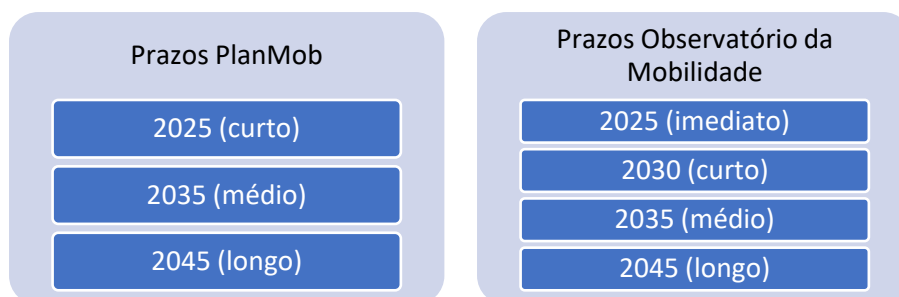 Prazos PlanMob
2025 (curto)
2035 (médio)
2045 (longo)
Prazos Observatório da
Mobilidade
2025 (imediato)
2030 (curto)
2035 (médio)
2045 (longo)